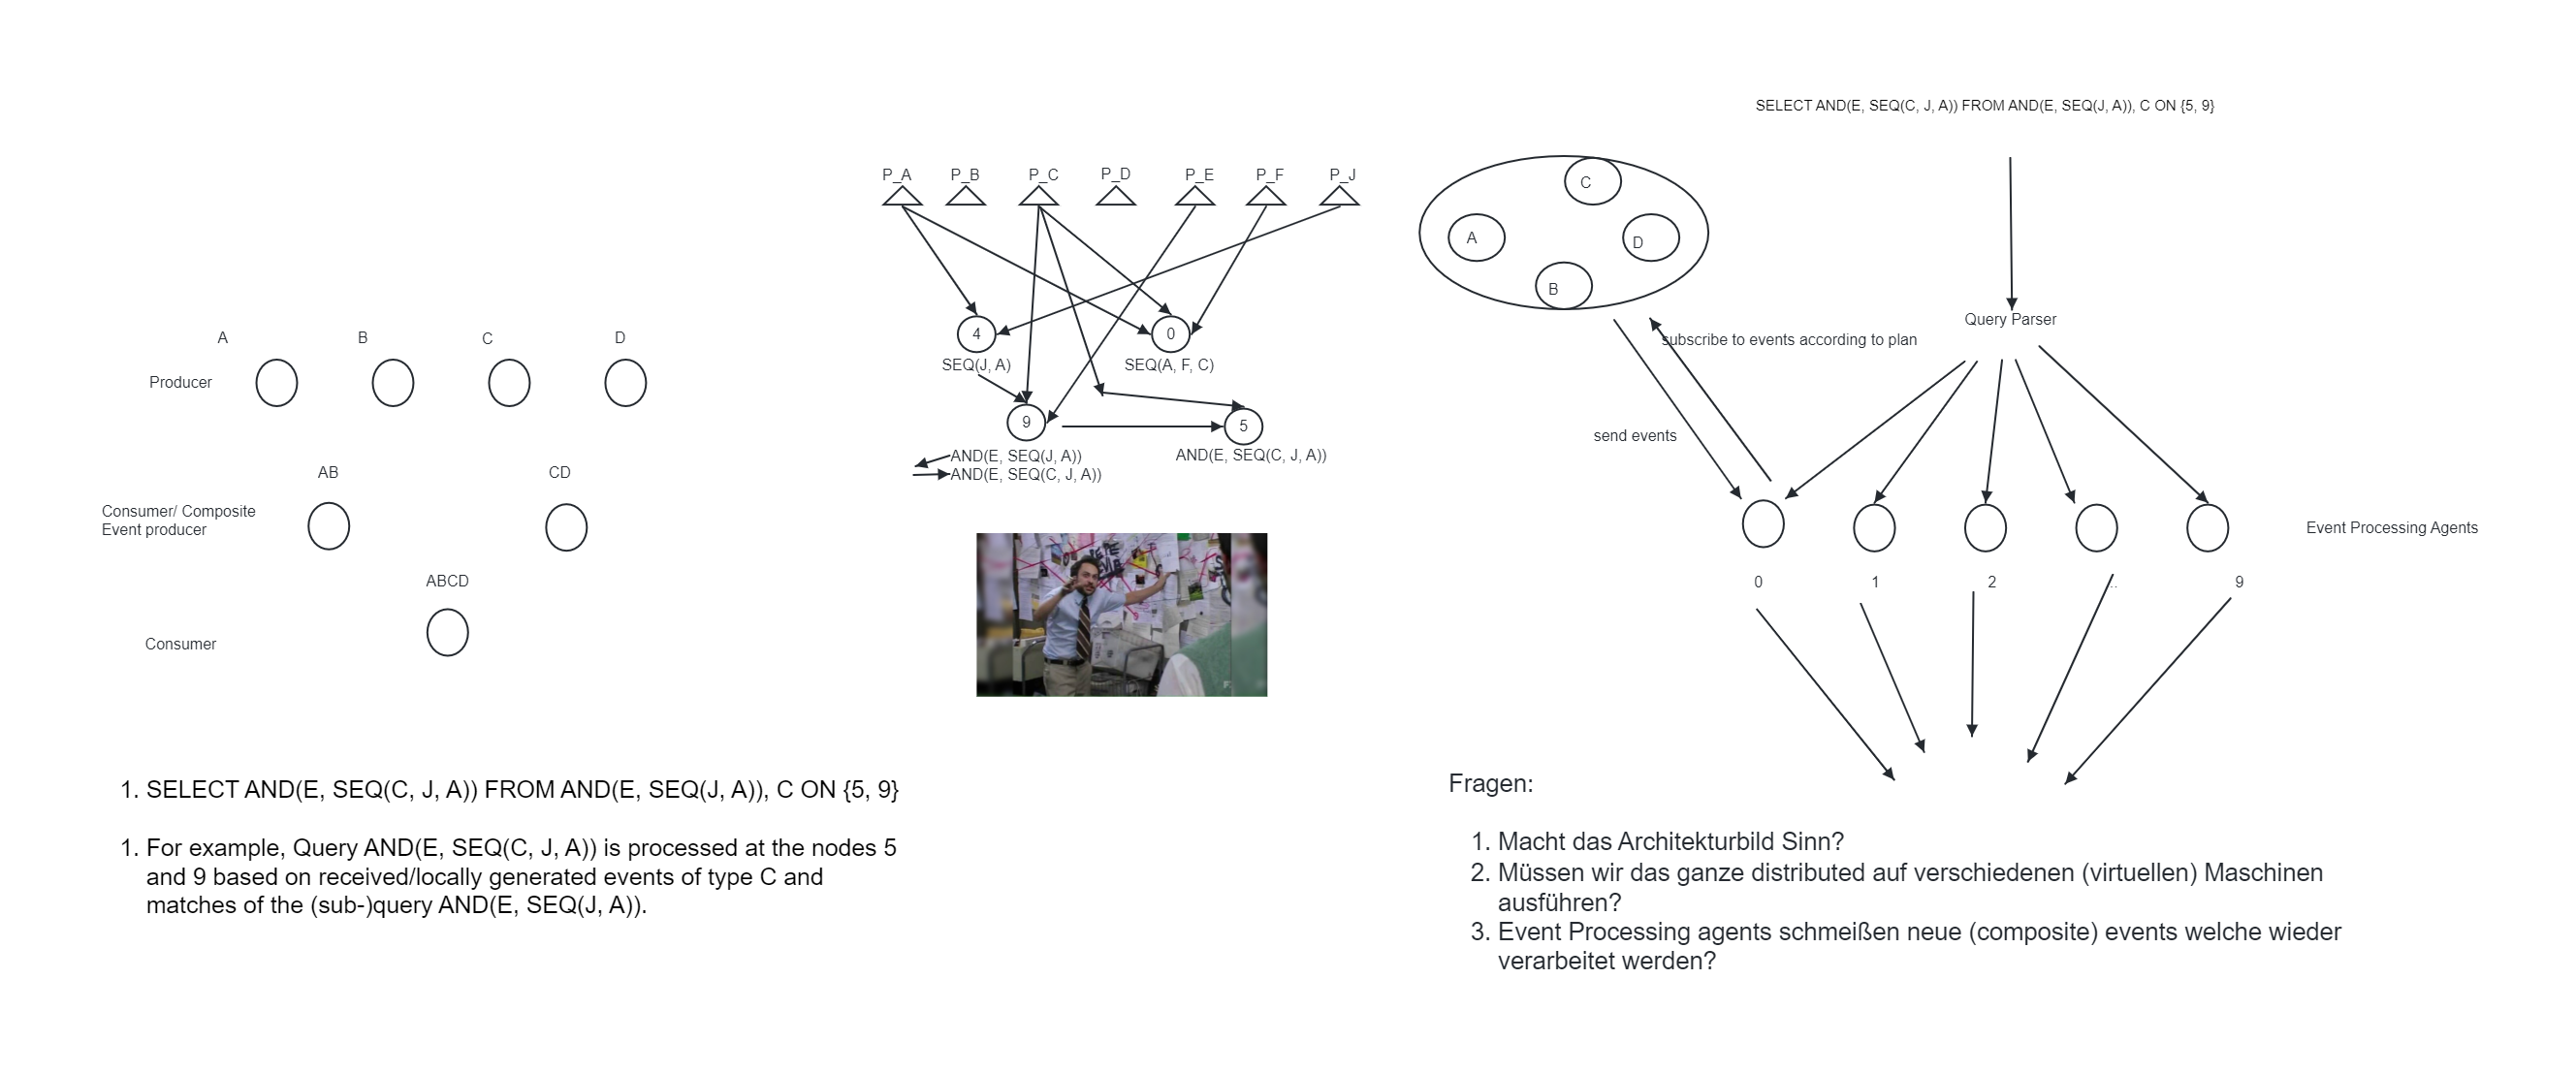 SELECT AND(E, SEQ(C, J, A)) FROM AND(E, SEQ(J, A)), C ON {5, 9}
P_A
P_B
P_C
P_D
P_E
P_F
P_J
4
SEQ(J, A)
0
SEQ(A, F, C)
9
AND(E, SEQ(J, A))
AND(E, SEQ(C, J, A))
5
AND(E, SEQ(C, J, A))
C
A
D
B
Query Parser
subscribe to events according to plan
send events
Event Processing Agents
0
1
2
..
9
A
B
C
D
Producer
AB
CD
Consumer/ Composite
Event producer
ABCD
Consumer
1. SELECT AND(E, SEQ(C, J, A)) FROM AND(E, SEQ(J, A)), C ON {5, 9}
1. For example, Query AND(E, SEQ(C, J, A)) is processed at the nodes 5
and 9 based on received/locally generated events of type C and
matches of the (sub-)query AND(E, SEQ(J, A)).
Fragen:
1. Macht das Architekturbild Sinn?
2. Müssen wir das ganze distributed auf verschiedenen (virtuellen) Maschinen
ausführen?
3. Event Processing agents schmeißen neue (composite) events welche wieder
verarbeitet werden?